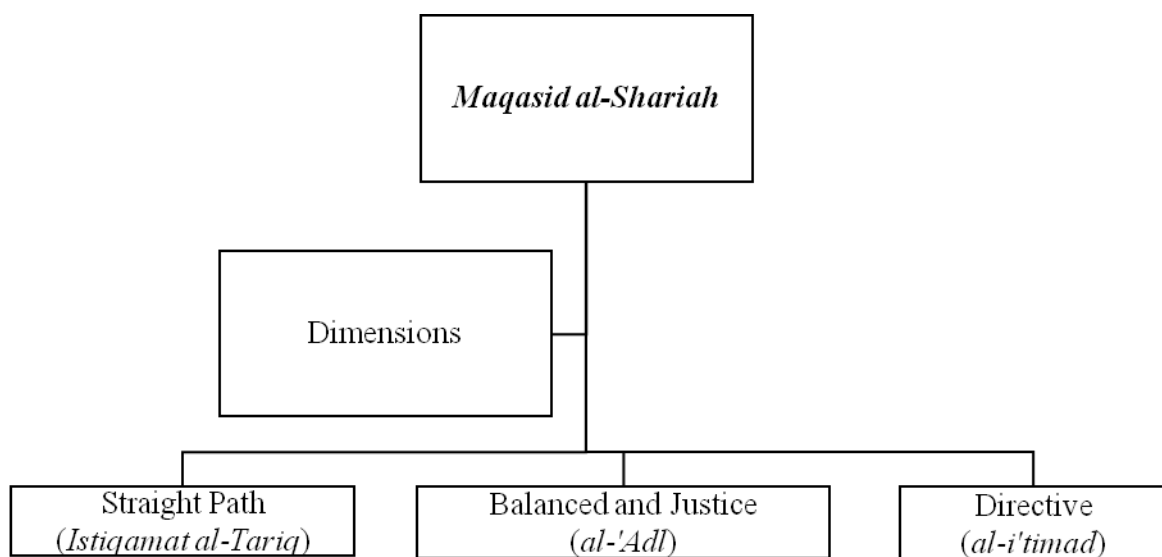 Maqasid al-Shariah
Dimensions
Straight Path
(Istiqamat al-Tariq)
Balanced and Justice
(al-'Adl)
Directive
(al-i'timad)